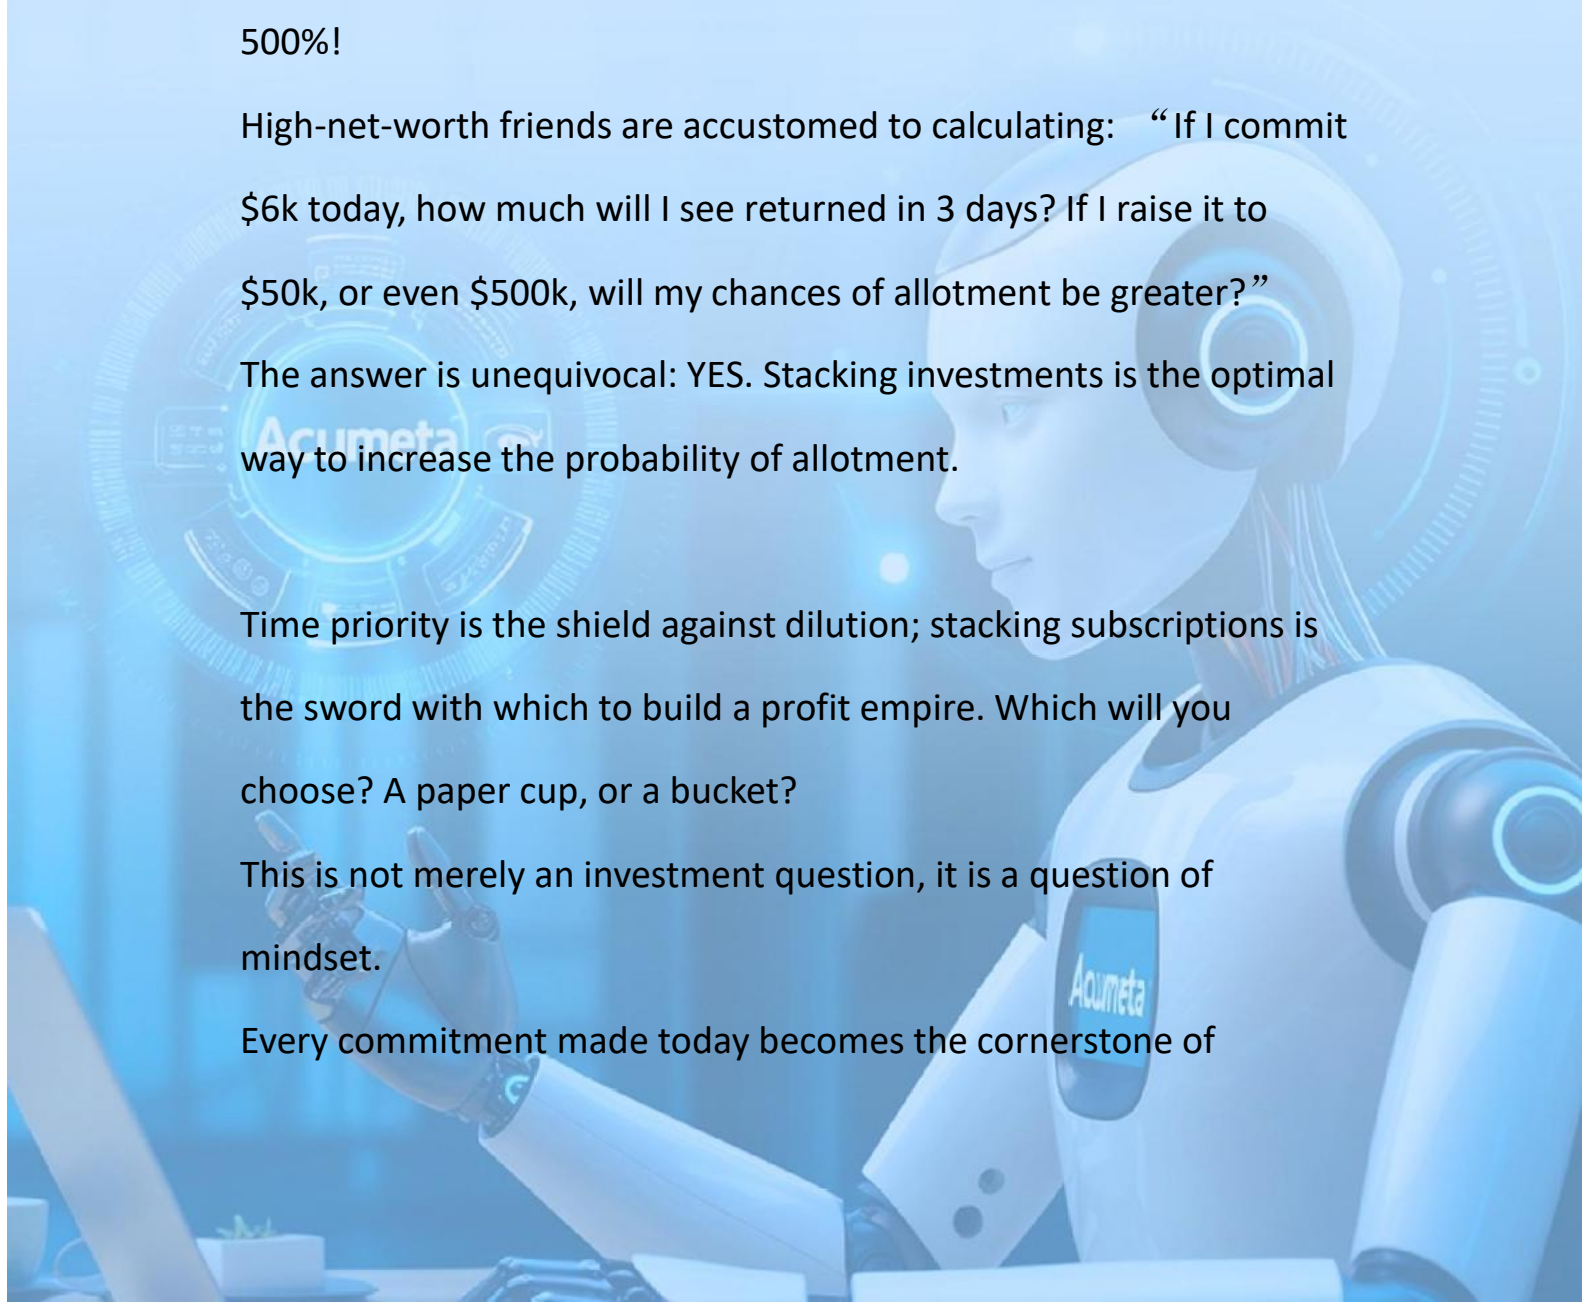 500%!
High-net-worth friends are accustomed to calculating: “If I commit
$6k today, how much will I see returned in 3 days? If I raise it to
$50k, or even $500k, will my chances of allotment be greater?”
The answer is unequivocal: YES. Stacking investments is the optimal
Acumeta
way to increase the probability of allotment.
Time priority is the shield against dilution; stacking subscriptions is
the sword with which to build a profit empire. Which will you
choose? A paper cup, or a bucket?
This is not merely an investment question, it is a question of
mindset.
Acumeta
Every commitment made today becomes the cornerstone of